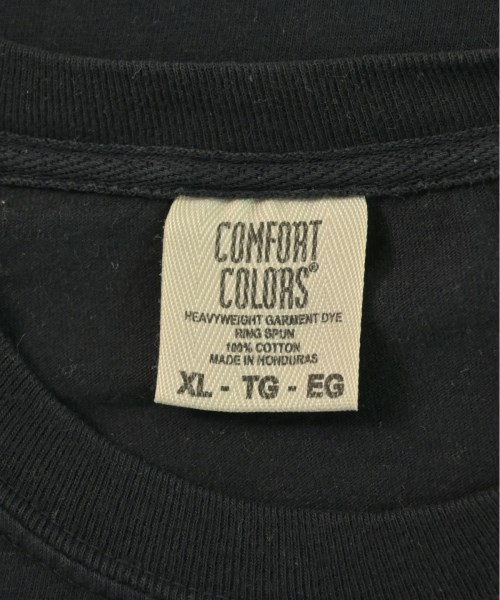 COMFORT
COLORS®
HEAVYWEIGHT GARMENT DYE
RING SPUN
100% COTTON
MADE IN HONDURAS
XL - TG - EG